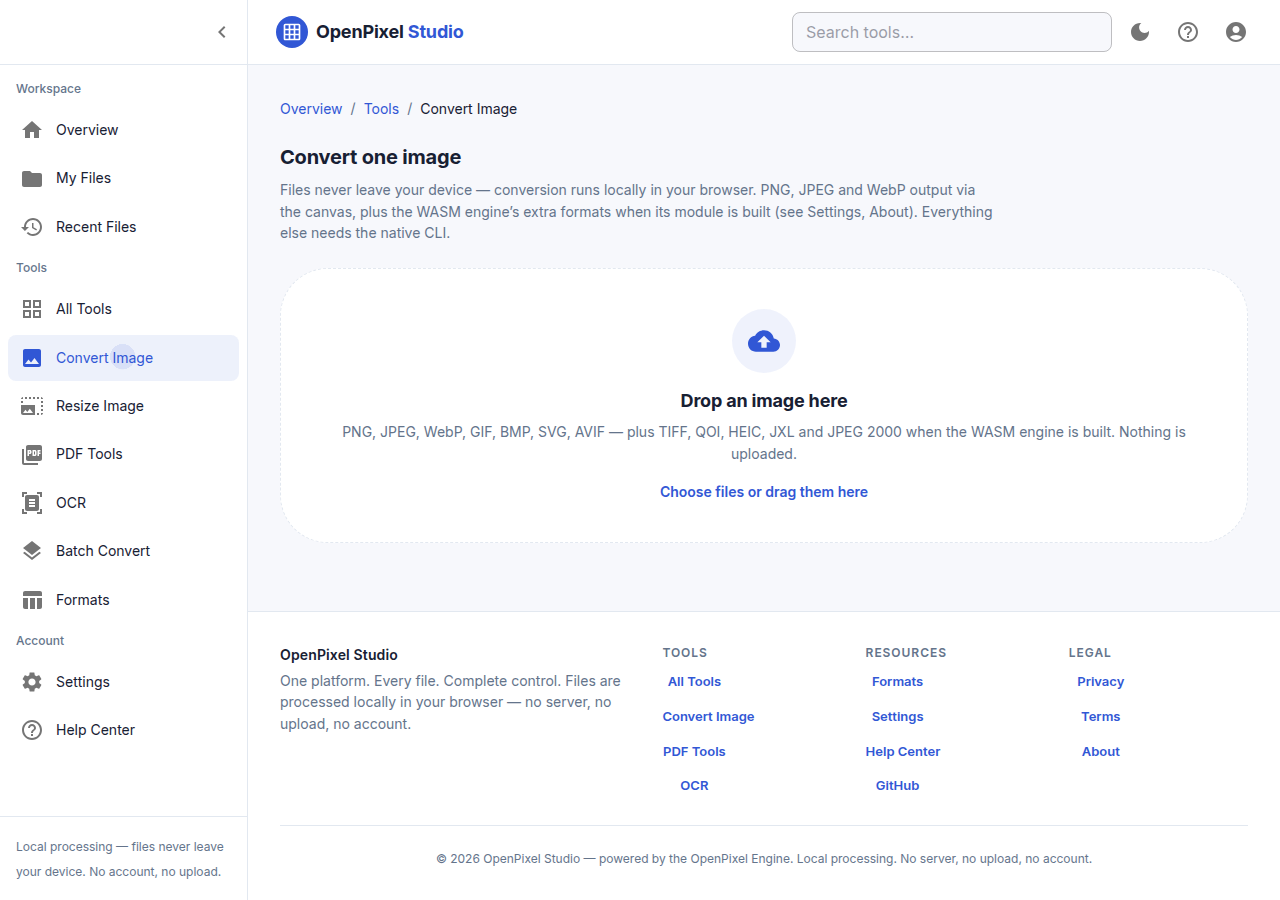 OpenPixel Studio
Search tools...
Workspace
Overview
My Files
Recent Files
Tools
All Tools
Convert Image
Resize Image
PDF Tools
OCR
Batch Convert
Formats
Account
Settings
Help Center
Local processing — files never leave
your device. No account, no upload.
Overview / Tools / Convert Image
Convert one image
Files never leave your device — conversion runs locally in your browser. PNG, JPEG and WebP output via
the canvas, plus the WASM engine’s extra formats when its module is built (see Settings, About). Everything
else needs the native CLI.
Drop an image here
PNG, JPEG, WebP, GIF, BMP, SVG, AVIF — plus TIFF, QOI, HEIC, JXL and JPEG 2000 when the WASM engine is built. Nothing is
uploaded.
Choose files or drag them here
OpenPixel Studio
One platform. Every file. Complete control. Files are
processed locally in your browser — no server, no
upload, no account.
TOOLS
All Tools
Convert Image
PDF Tools
OCR
RESOURCES
Formats
Settings
Help Center
GitHub
LEGAL
Privacy
Terms
About
© 2026 OpenPixel Studio — powered by the OpenPixel Engine. Local processing. No server, no upload, no account.